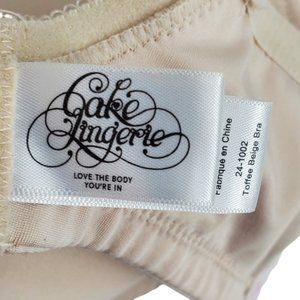 Cake
Lingerie
LOVE THE BODY
YOU'RE IN
Fabriqué en Chine
24-1002
Toffee Beige Bra